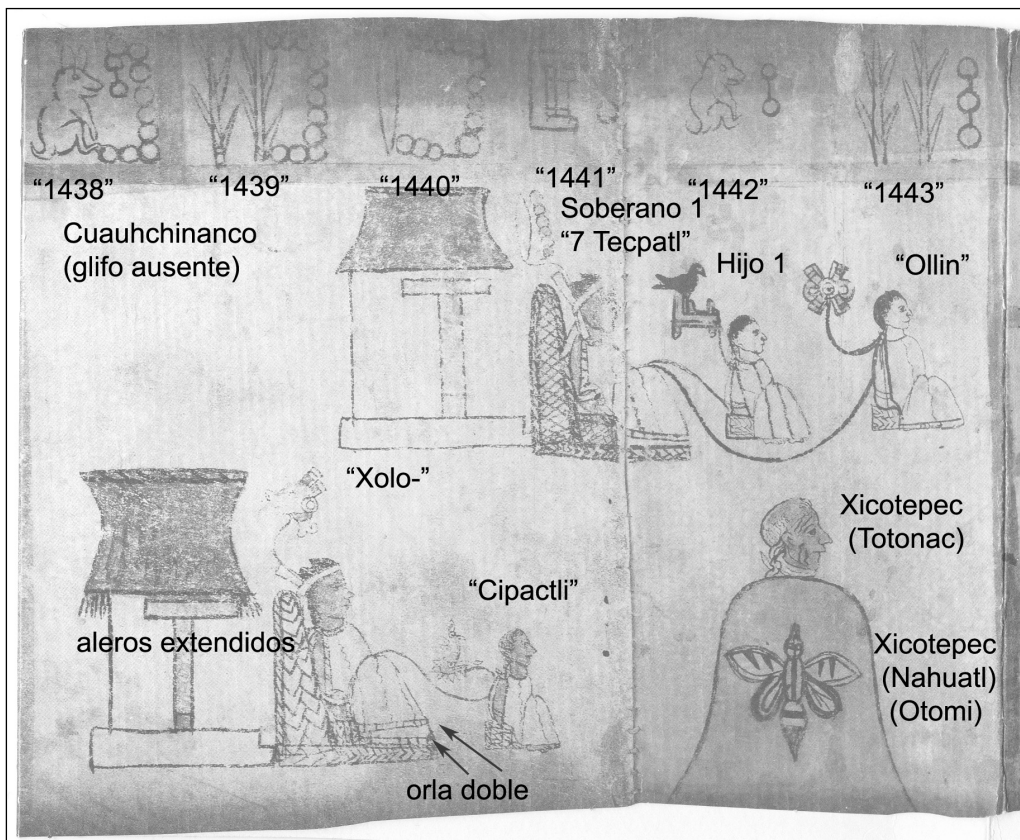 “1438”
“1439”
“1440”
“1441”
“1442”
“1443”
Cuauhchinanco
(glifo ausente)
Soberano 1
“7 Tecpatl”
Hijo 1
“Ollin”
“Xolo-”
Xicotepec
(Totonac)
“Cipactli”
aleros extendidos
Xicotepec
(Nahuatl)
(Otomi)
orla doble